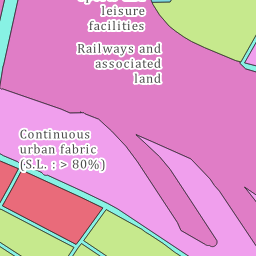 leisure
facilities
Railways and
associated
land
Continuous
urban fabric
(S.L. : > 80%)